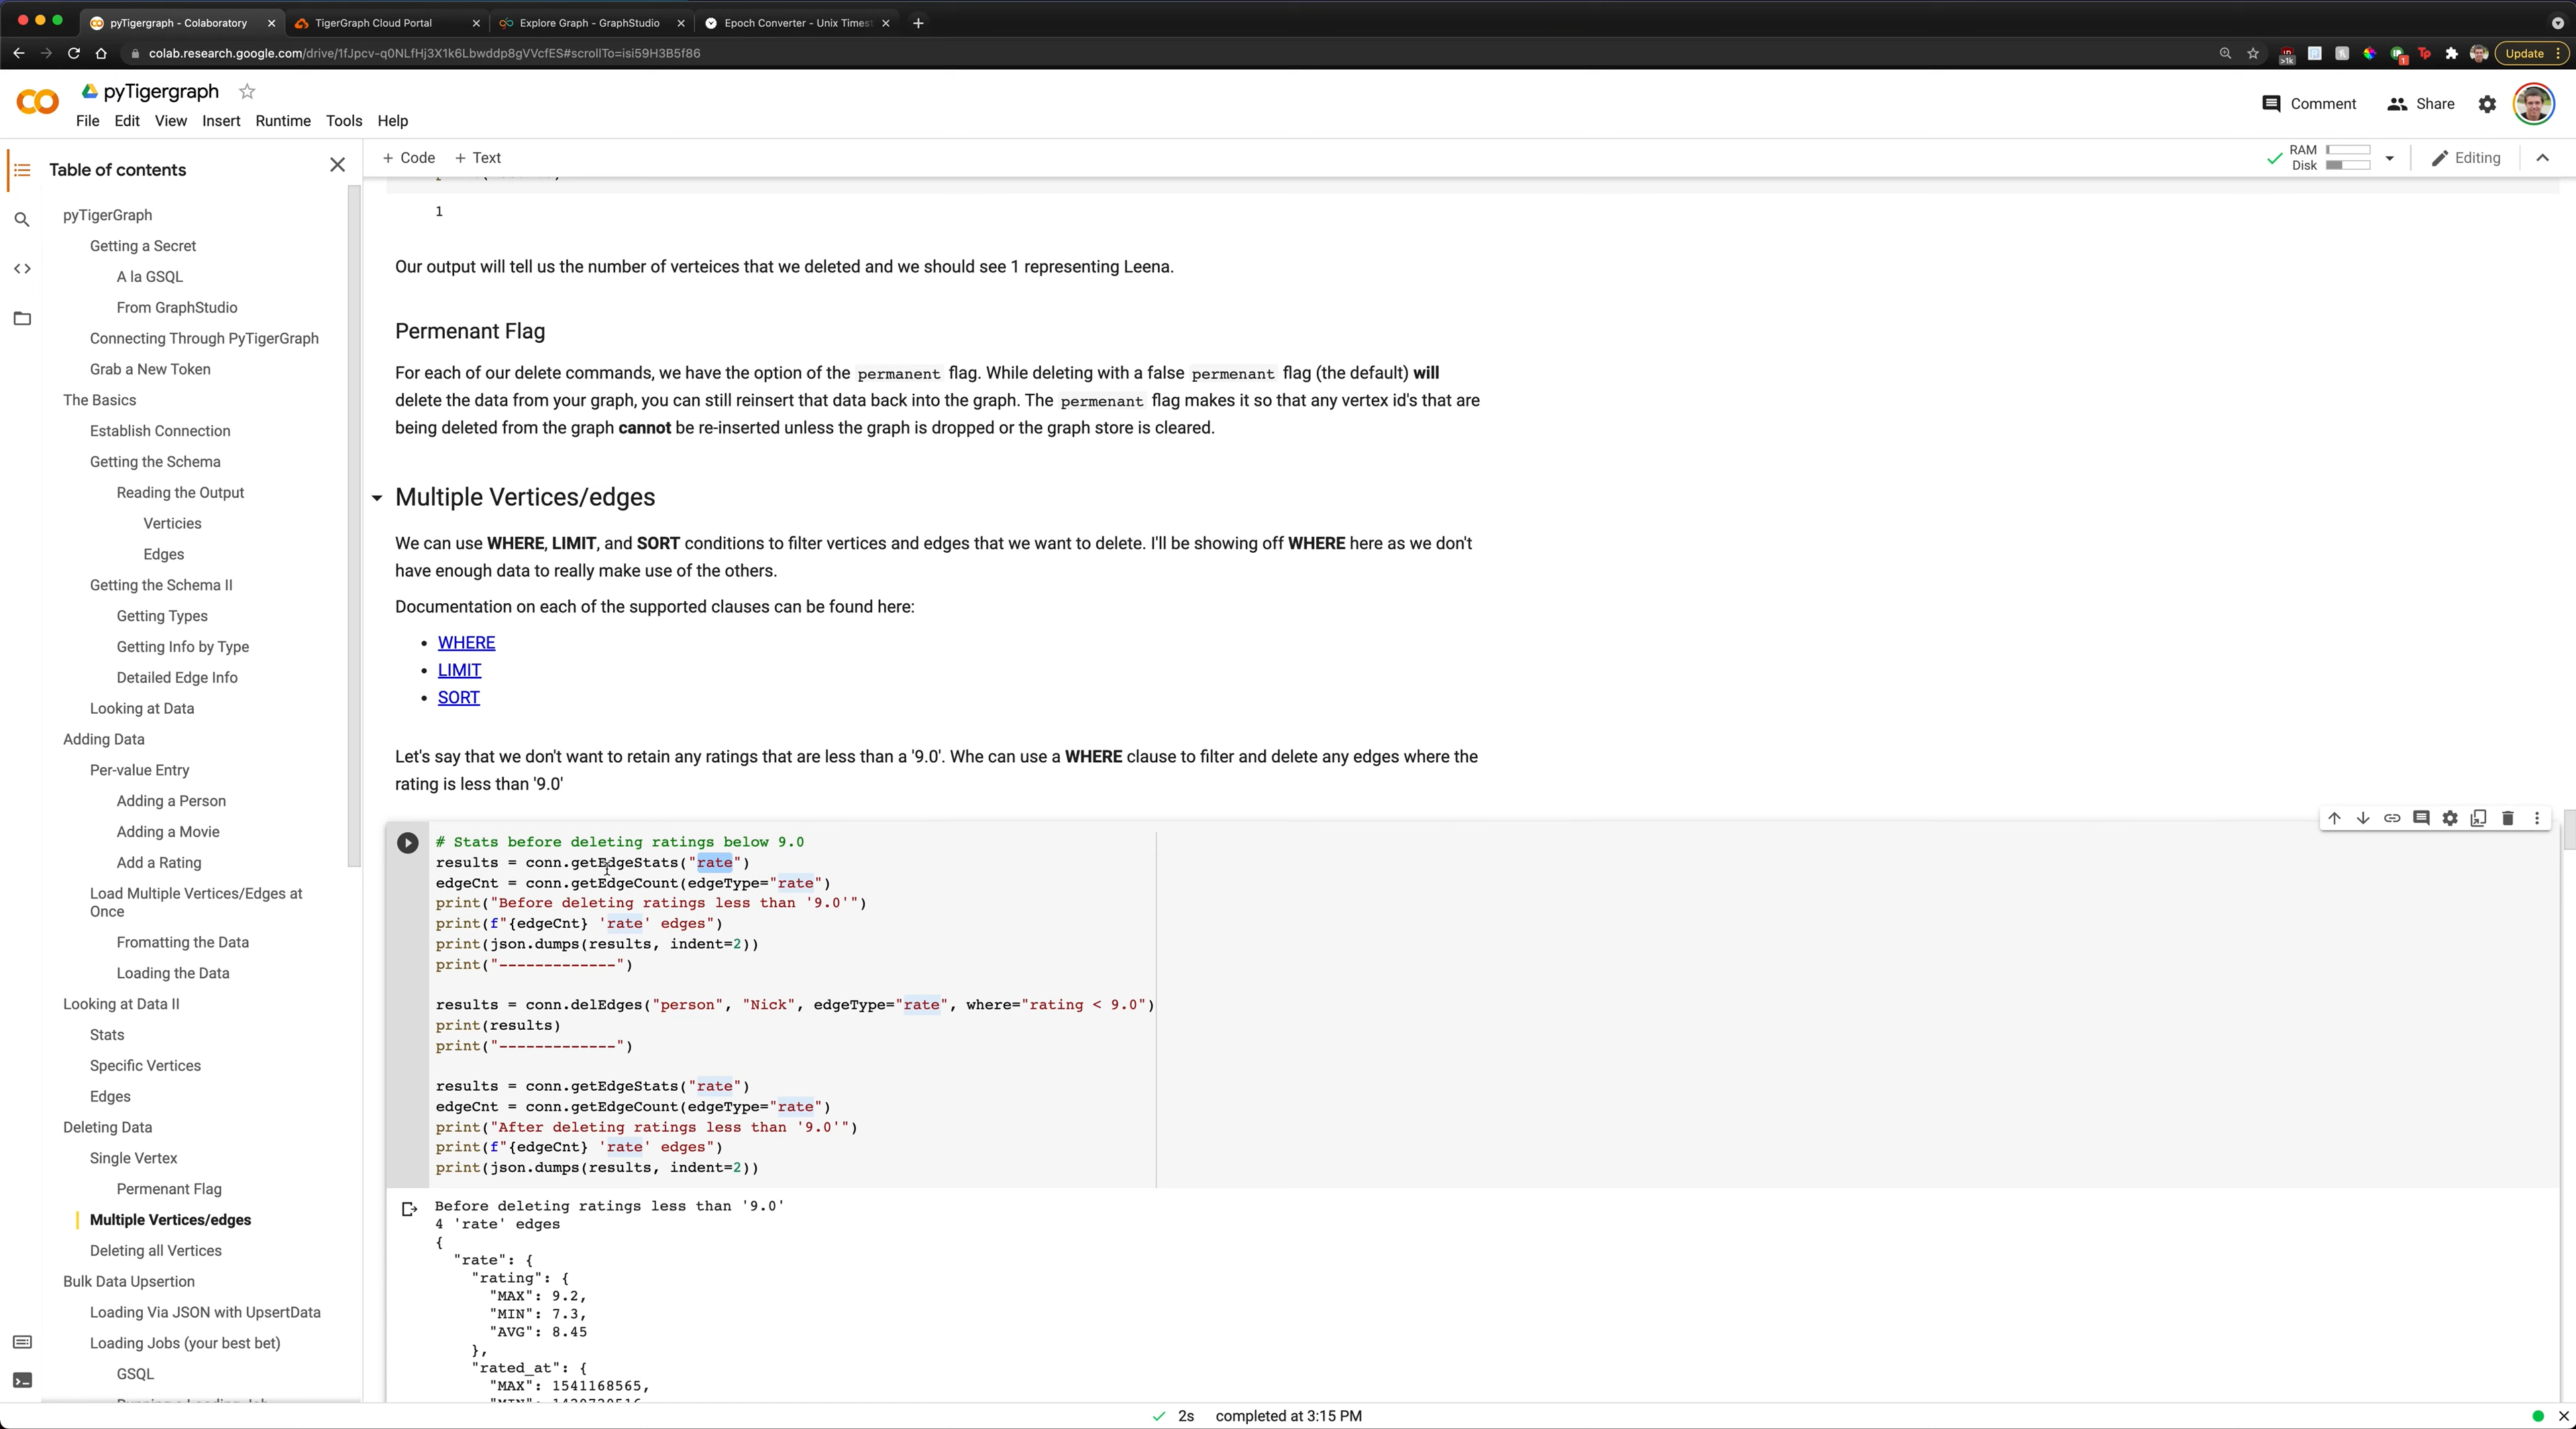 pyTigergraph - Colaboratory
TigerGraph Cloud Portal
Explore Graph - GraphStudio
Epoch Converter - Unix Timest
colab.research.google.com/drive/1fJpcv-q0NLfHj3X1k6Lbwddp8gVVcfES#scrollTo=isi59H3B5f86
>1k
1
Tp
Update
pyTigergraph
File Edit View Insert Runtime Tools Help
Comment
Share
+ Code + Text
RAM
Disk
Editing
Table of contents
pyTigerGraph
Getting a Secret
A la GSQL
From GraphStudio
Connecting Through PyTigerGraph
Grab a New Token
The Basics
Establish Connection
Getting the Schema
Reading the Output
Verticies
Edges
Getting the Schema II
Getting Types
Getting Info by Type
Detailed Edge Info
Looking at Data
Adding Data
Per-value Entry
Adding a Person
Adding a Movie
Add a Rating
Load Multiple Vertices/Edges at
Once
Fromatting the Data
Loading the Data
Looking at Data II
Stats
Specific Vertices
Edges
Deleting Data
Single Vertex
Permenant Flag
Multiple Vertices/edges
Deleting all Vertices
Bulk Data Upsertion
Loading Via JSON with UpsertData
Loading Jobs (your best bet)
GSQL
1
Our output will tell us the number of verteices that we deleted and we should see 1 representing Leena.
Permenant Flag
For each of our delete commands, we have the option of the permanent flag. While deleting with a false permenant flag (the default) will
delete the data from your graph, you can still reinsert that data back into the graph. The permenant flag makes it so that any vertex id's that are
being deleted from the graph cannot be re-inserted unless the graph is dropped or the graph store is cleared.
Multiple Vertices/edges
We can use WHERE, LIMIT, and SORT conditions to filter vertices and edges that we want to delete. I'll be showing off WHERE here as we don't
have enough data to really make use of the others.
Documentation on each of the supported clauses can be found here:
• WHERE
• LIMIT
• SORT
Let's say that we don't want to retain any ratings that are less than a '9.0'. Whe can use a WHERE clause to filter and delete any edges where the
rating is less than '9.0'
# Stats before deleting ratings below 9.0
results = conn.getEdgeStats("rate")
edgeCnt = conn.getEdgeCount(edgeType="rate")
print("Before deleting ratings less than '9.0'")
print(f"{edgeCnt} 'rate' edges")
print(json.dumps(results, indent=2))
print("-------------")
results = conn.delEdges("person", "Nick", edgeType="rate", where="rating < 9.0")
print(results)
print("-------------")
results = conn.getEdgeStats("rate")
edgeCnt = conn.getEdgeCount(edgeType="rate")
print("After deleting ratings less than '9.0'")
print(f"{edgeCnt} 'rate' edges")
print(json.dumps(results, indent=2))
Before deleting ratings less than '9.0'
4 'rate' edges
{
"rate": {
"rating": {
"MAX": 9.2,
"MIN": 7.3,
"AVG": 8.45
},
"rated_at": {
"MAX": 1541168565,
2s completed at 3:15 PM